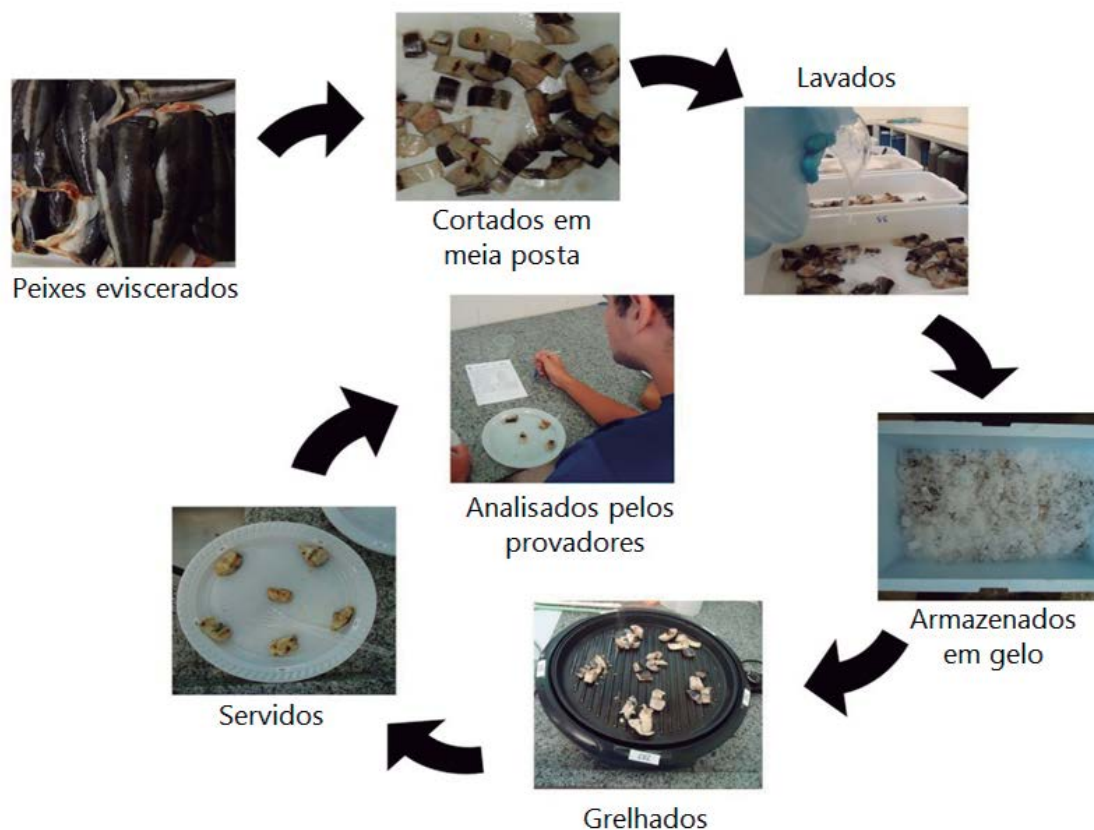 Peixes eviscerados
Cortados em
meia posta
Lavados
Armazenados
em gelo
Grelhados
Servidos
Analisados pelos
provadores